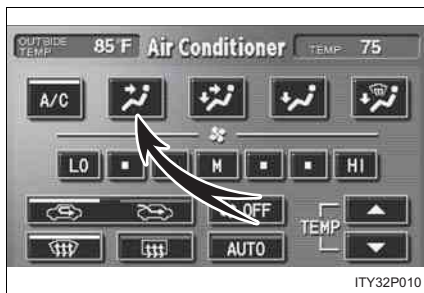 OUTSIDE TEMP 85°F Air Conditioner TEMP 75
A/C
LO M HI
OFF
TEMP
AUTO
ITY32P010